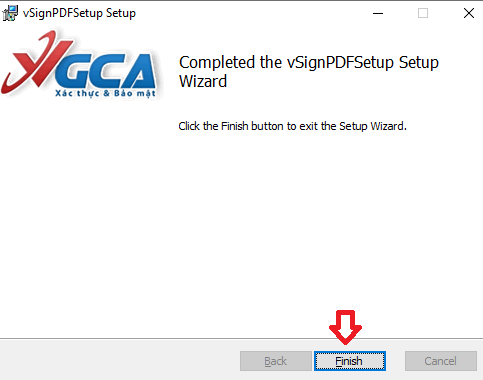 vSignPDFSetup Setup
VGCA
Xác thực & Bảo mật
Completed the vSignPDFSetup Setup
Wizard
Click the Finish button to exit the Setup Wizard.
Back Finish Cancel